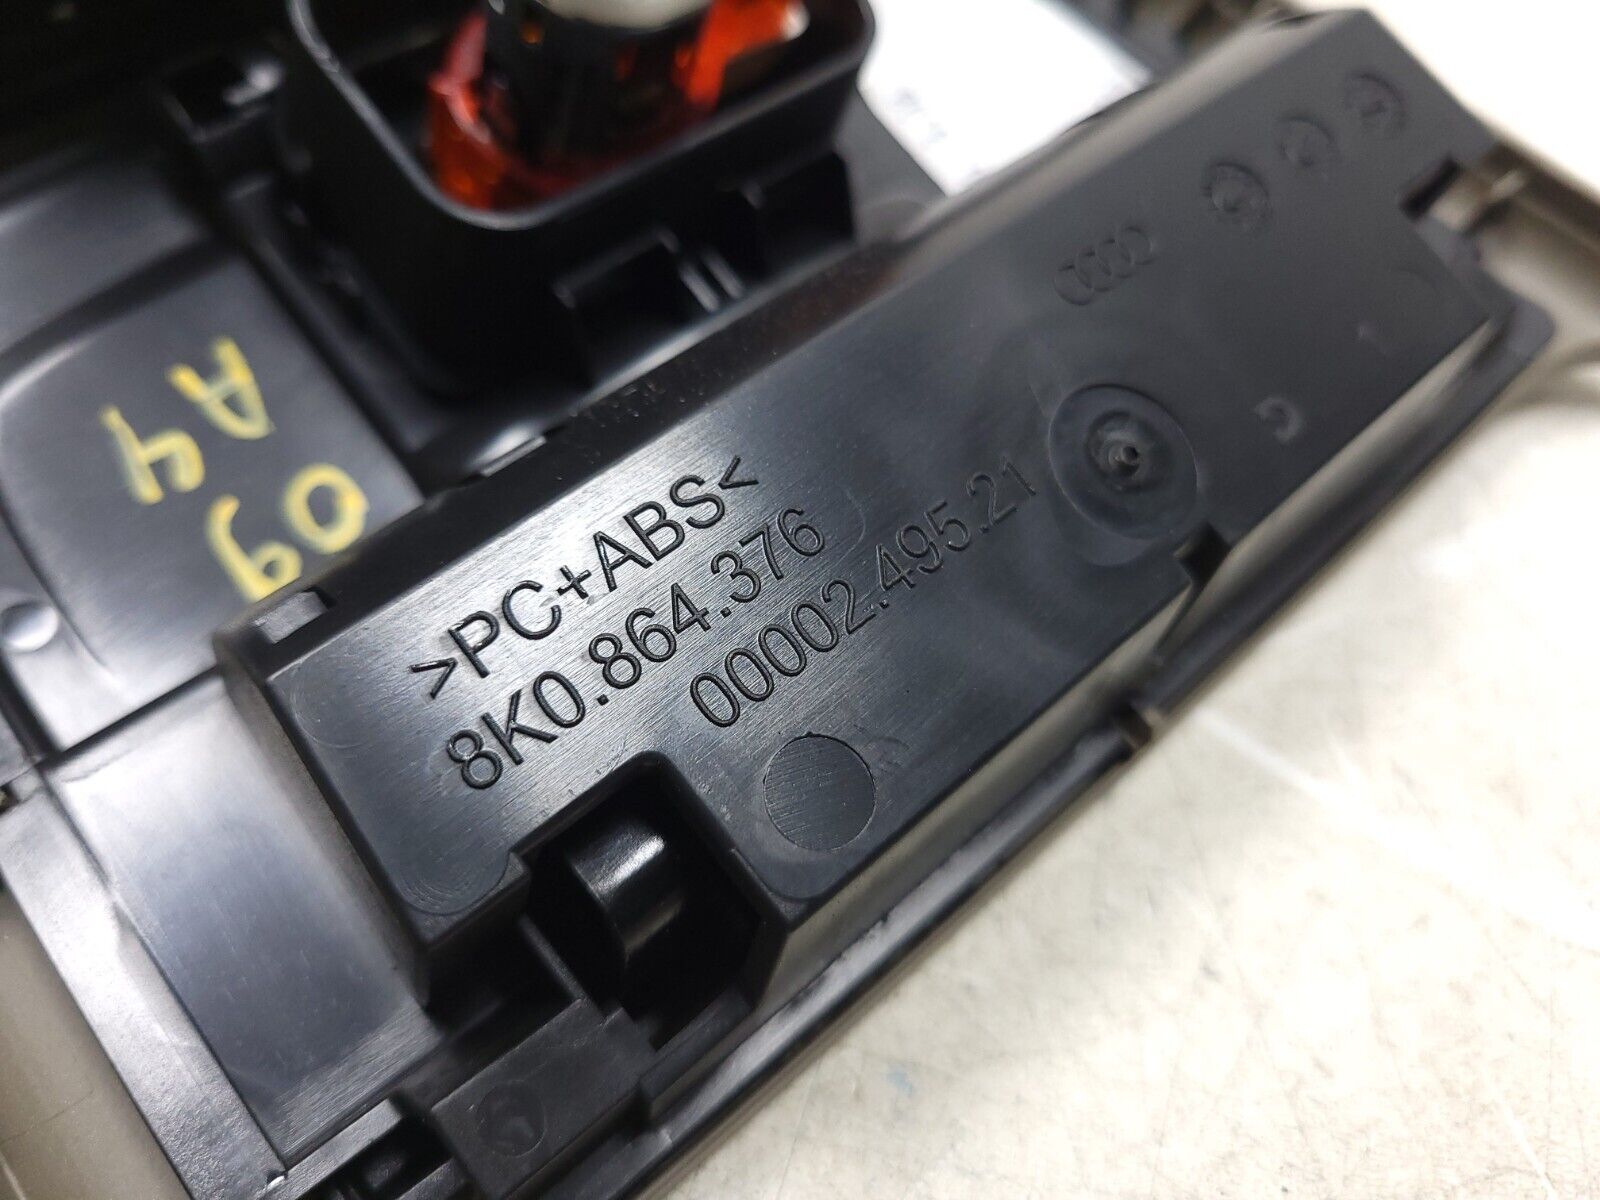 >PC+ABS<
8K0.864.376
00002.495.21
09
A4